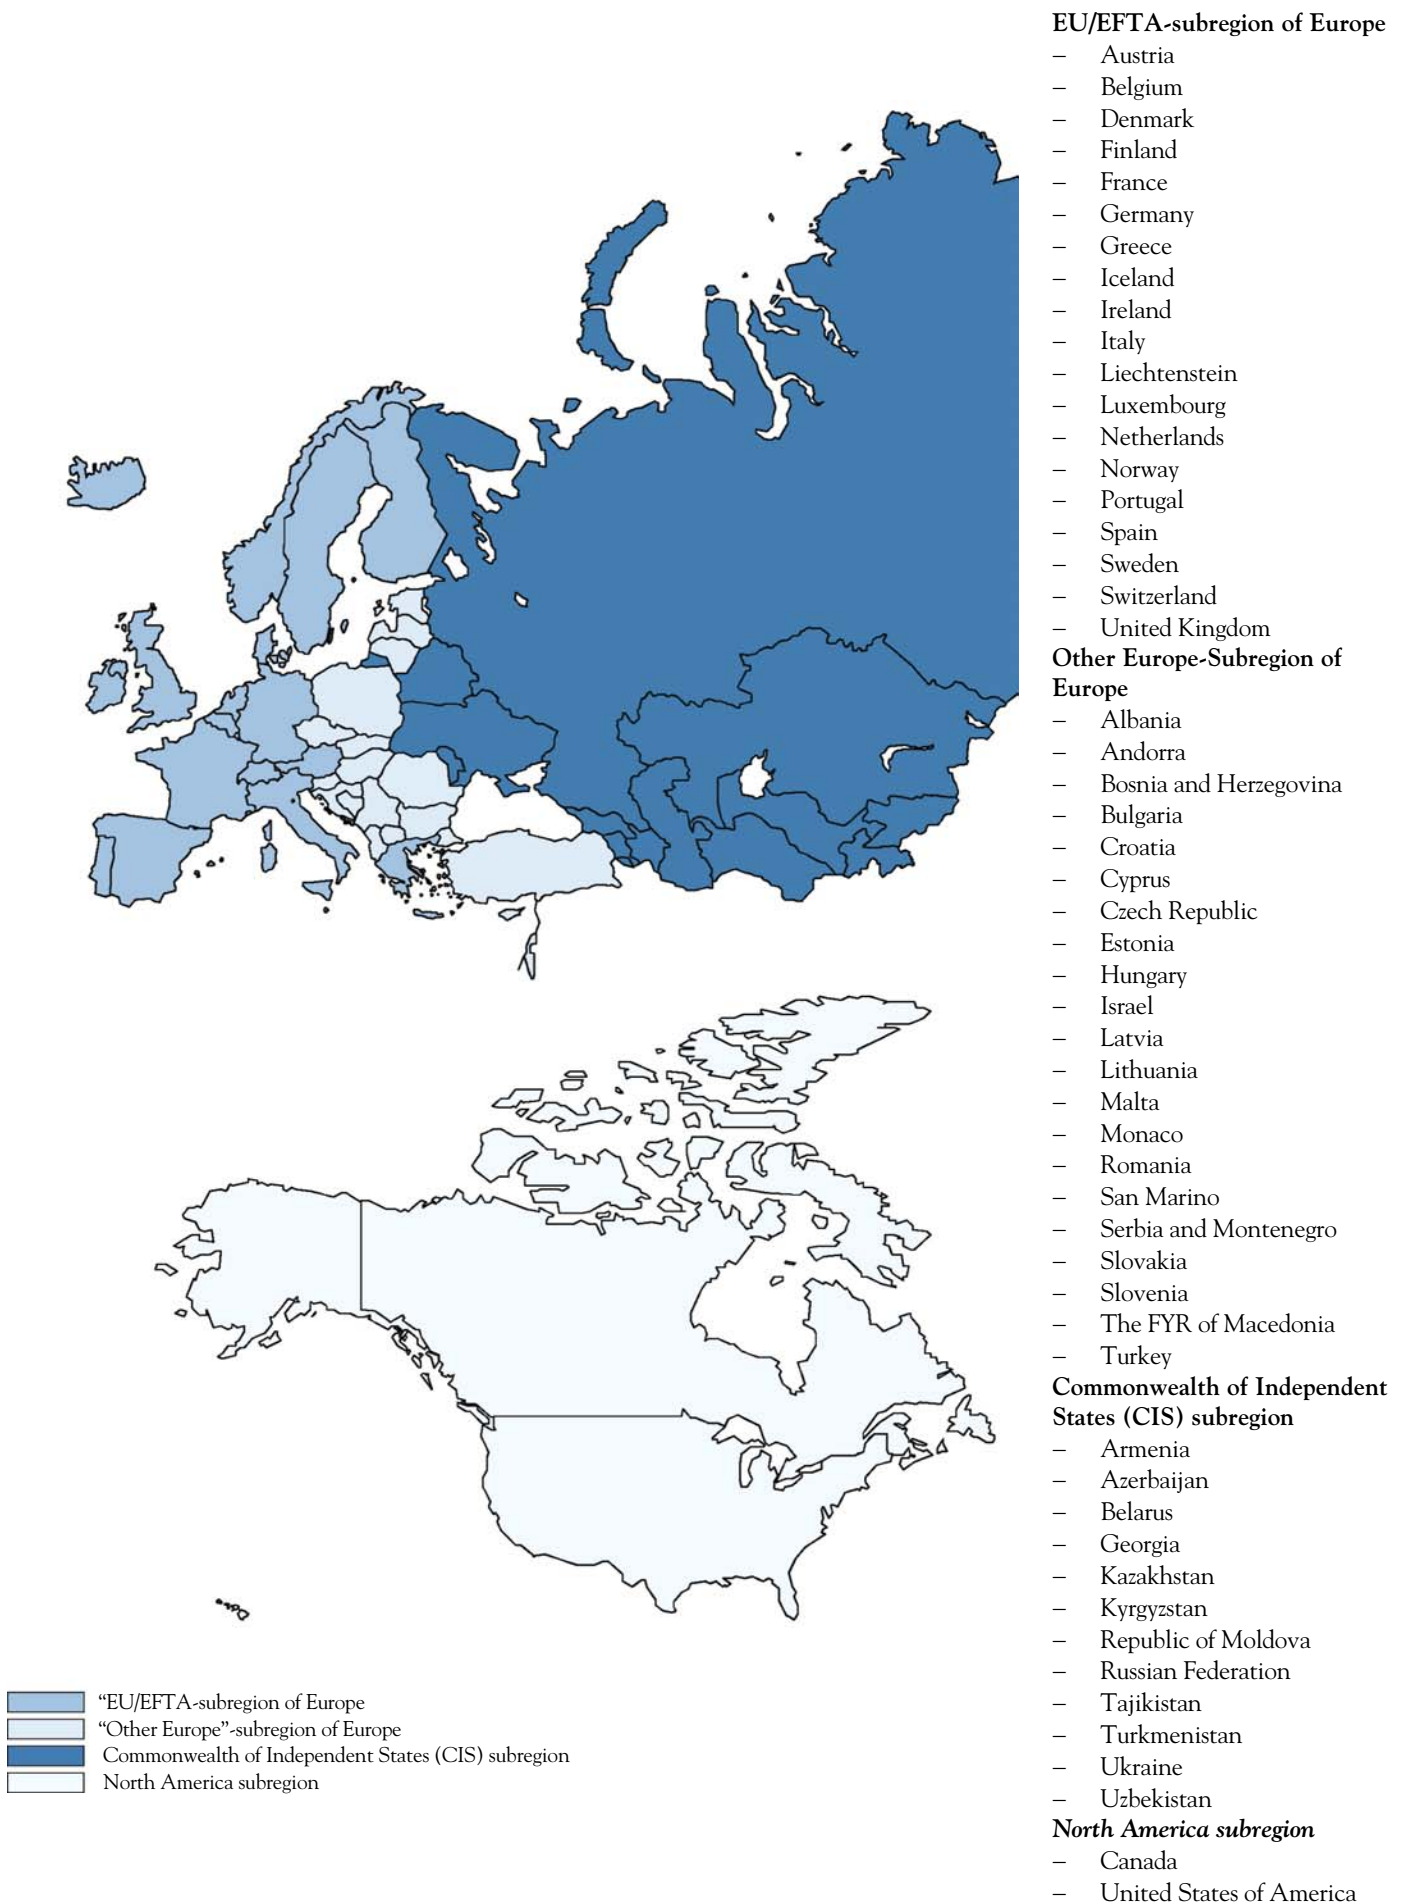 EU/EFTA-subregion of Europe
– Austria
– Belgium
– Denmark
– Finland
– France
– Germany
– Greece
– Iceland
– Ireland
– Italy
– Liechtenstein
– Luxembourg
– Netherlands
– Norway
– Portugal
– Spain
– Sweden
– Switzerland
– United Kingdom
Other Europe-Subregion of
Europe
– Albania
– Andorra
– Bosnia and Herzegovina
– Bulgaria
– Croatia
– Cyprus
– Czech Republic
– Estonia
– Hungary
– Israel
– Latvia
– Lithuania
– Malta
– Monaco
– Romania
– San Marino
– Serbia and Montenegro
– Slovakia
– Slovenia
– The FYR of Macedonia
– Turkey
Commonwealth of Independent
States (CIS) subregion
– Armenia
– Azerbaijan
– Belarus
– Georgia
– Kazakhstan
– Kyrgyzstan
– Republic of Moldova
– Russian Federation
– Tajikistan
– Turkmenistan
– Ukraine
– Uzbekistan
North America subregion
– Canada
– United States of America
“EU/EFTA-subregion of Europe
“Other Europe”-subregion of Europe
Commonwealth of Independent States (CIS) subregion
North America subregion